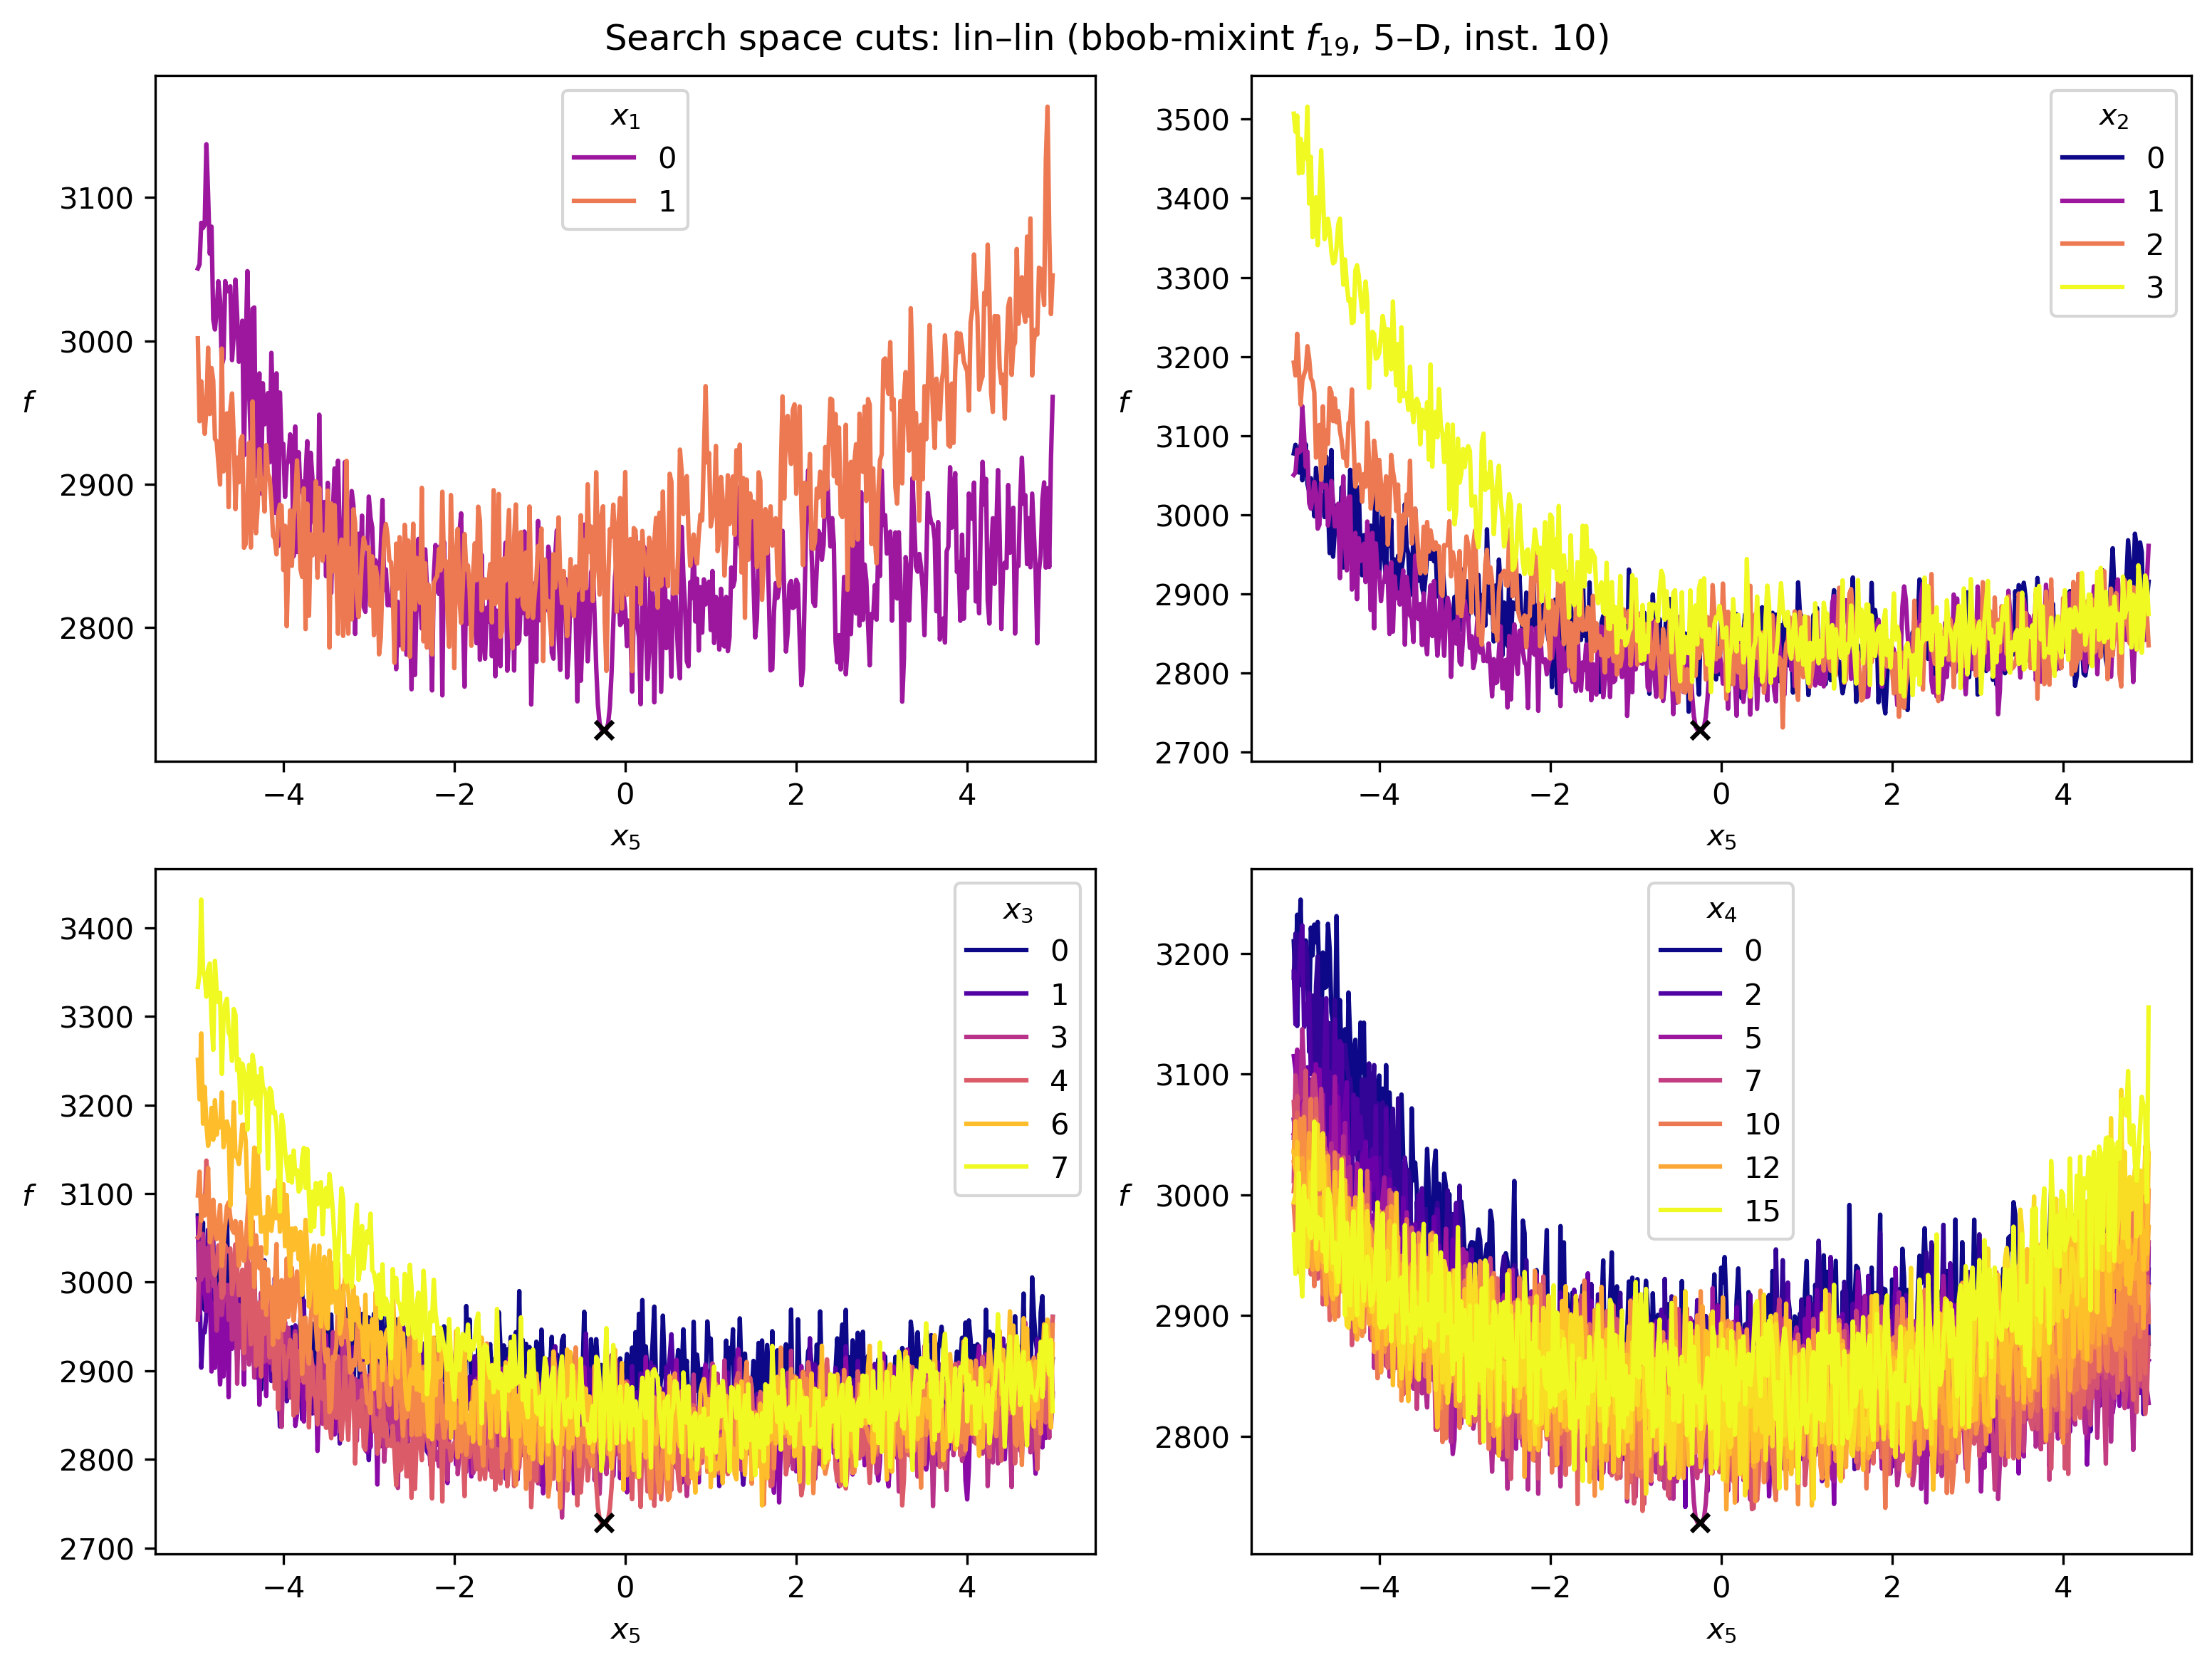 Search space cuts: lin–lin (bbob-mixint f₁₉, 5–D, inst. 10)
x₁
0
1
3100
3000
2900
2800
f
−4 −2 0 2 4
x₅
x₂
0
1
2
3
3500
3400
3300
3200
3100
3000
2900
2800
2700
f
−4 −2 0 2 4
x₅
x₃
0
1
3
4
6
7
3400
3300
3200
3100
3000
2900
2800
2700
f
−4 −2 0 2 4
x₅
x₄
0
2
5
7
10
12
15
3200
3100
3000
2900
2800
f
−4 −2 0 2 4
x₅